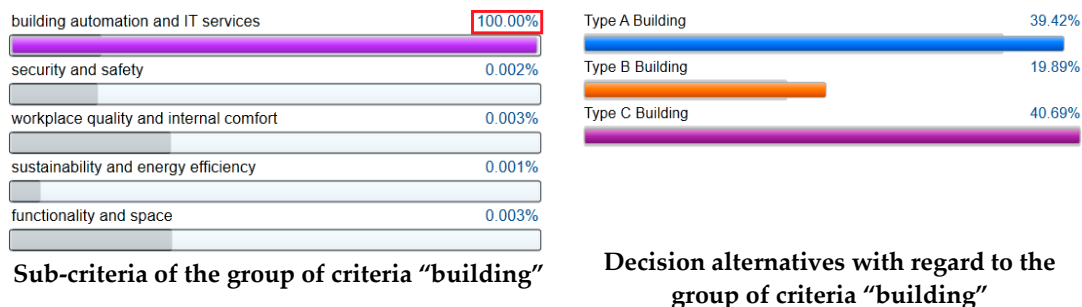 building automation and IT services 100.00%
security and safety 0.002%
workplace quality and internal comfort 0.003%
sustainability and energy efficiency 0.001%
functionality and space 0.003%
Sub-criteria of the group of criteria “building”
Type A Building 39.42%
Type B Building 19.89%
Type C Building 40.69%
Decision alternatives with regard to the
group of criteria “building”